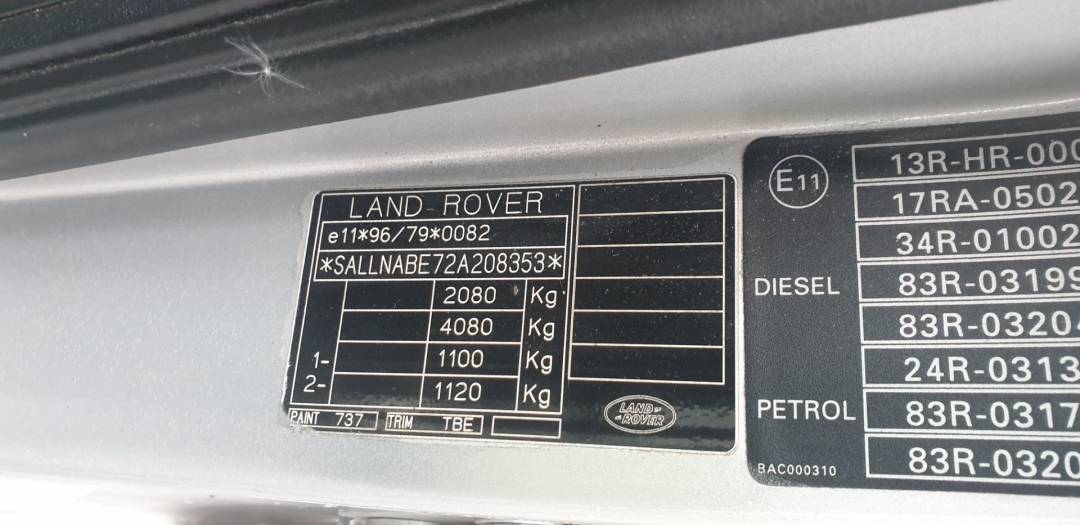 LAND ROVER
e11*96/79*0082
*SALLNABE72A208353*
2080 Kg
4080 Kg
1- 1100 Kg
2- 1120 Kg
PAINT 737 TRIM TBE
LAND-
-ROVER
E11
13R-HR-000
17RA-0502
34R-01002
DIESEL 83R-03199
83R-0320
24R-0313
PETROL 83R-0317
83R-0320
BAC000310